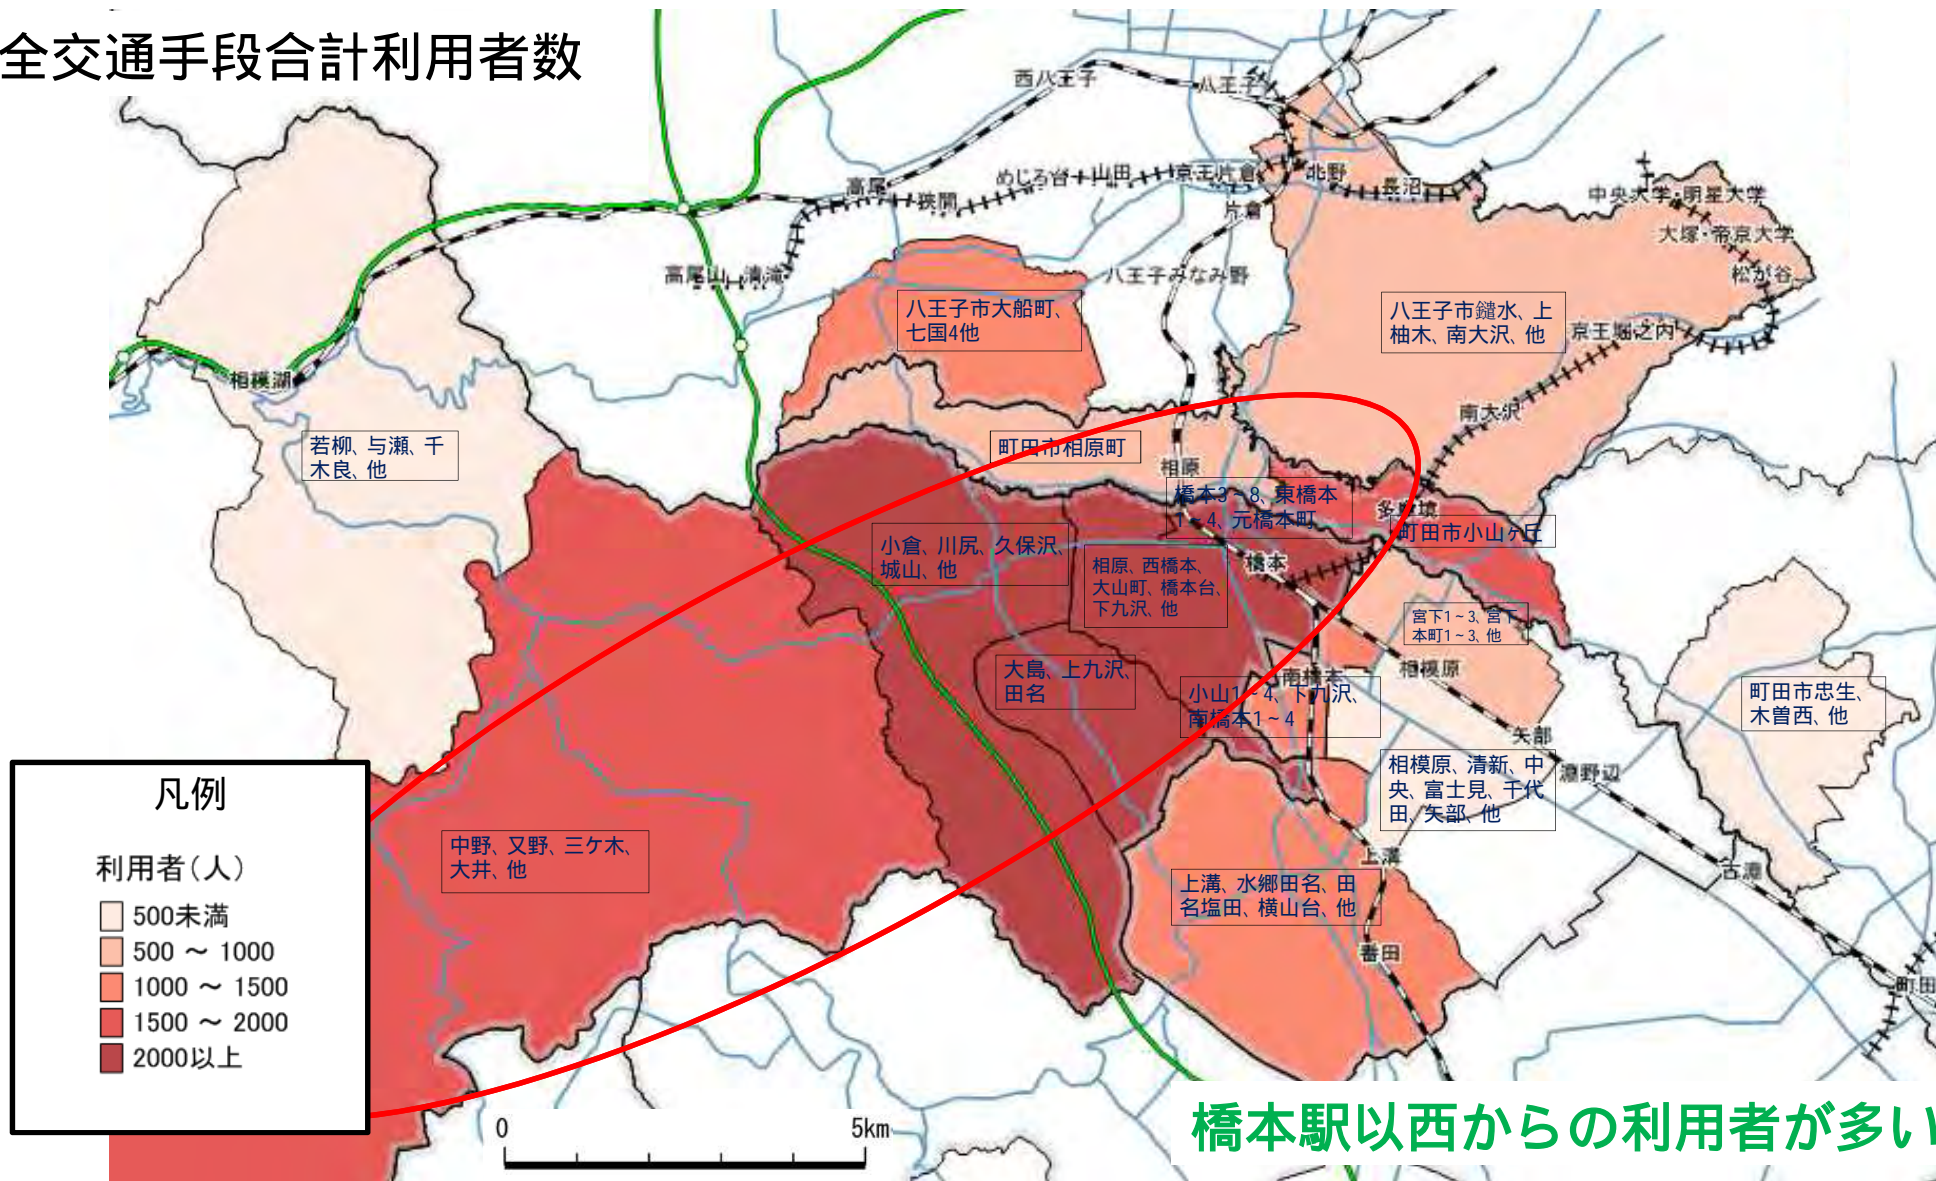 全交通手段合計利用者数
西八王子
八王子
高尾
狭間
めじろ台
山田
京王片倉
北野
長沼
片倉
中央大学・明星大学
大塚・帝京大学
松が谷
高尾山
清滝
八王子みなみ野
八王子市大船町、
七国4他
八王子市鑓水、上
柚木、南大沢、他
京王堀之内
相模湖
南大沢
若柳、与瀬、千
木良、他
町田市相原町
相原
橋本3~8、東橋本
1~4、元橋本町
多摩境
町田市小山ヶ丘
小倉、川尻、久保沢、
城山、他
相原、西橋本、
大山町、橋本台、
下九沢、他
橋本
宮下1~3、宮下
本町1~3、他
大島、上九沢、
田名
南橋本
相模原
小山1~4、下九沢、
南橋本1~4
町田市忠生、
木曽西、他
矢部
淵野辺
相模原、清新、中
央、富士見、千代
田、矢部、他
中野、又野、三ケ木、
大井、他
上溝
古淵
上溝、水郷田名、田
名塩田、横山台、他
番田
町田
凡例
利用者(人)
500未満
500 ~ 1000
1000 ~ 1500
1500 ~ 2000
2000以上
0
5km
橋本駅以西からの利用者が多い